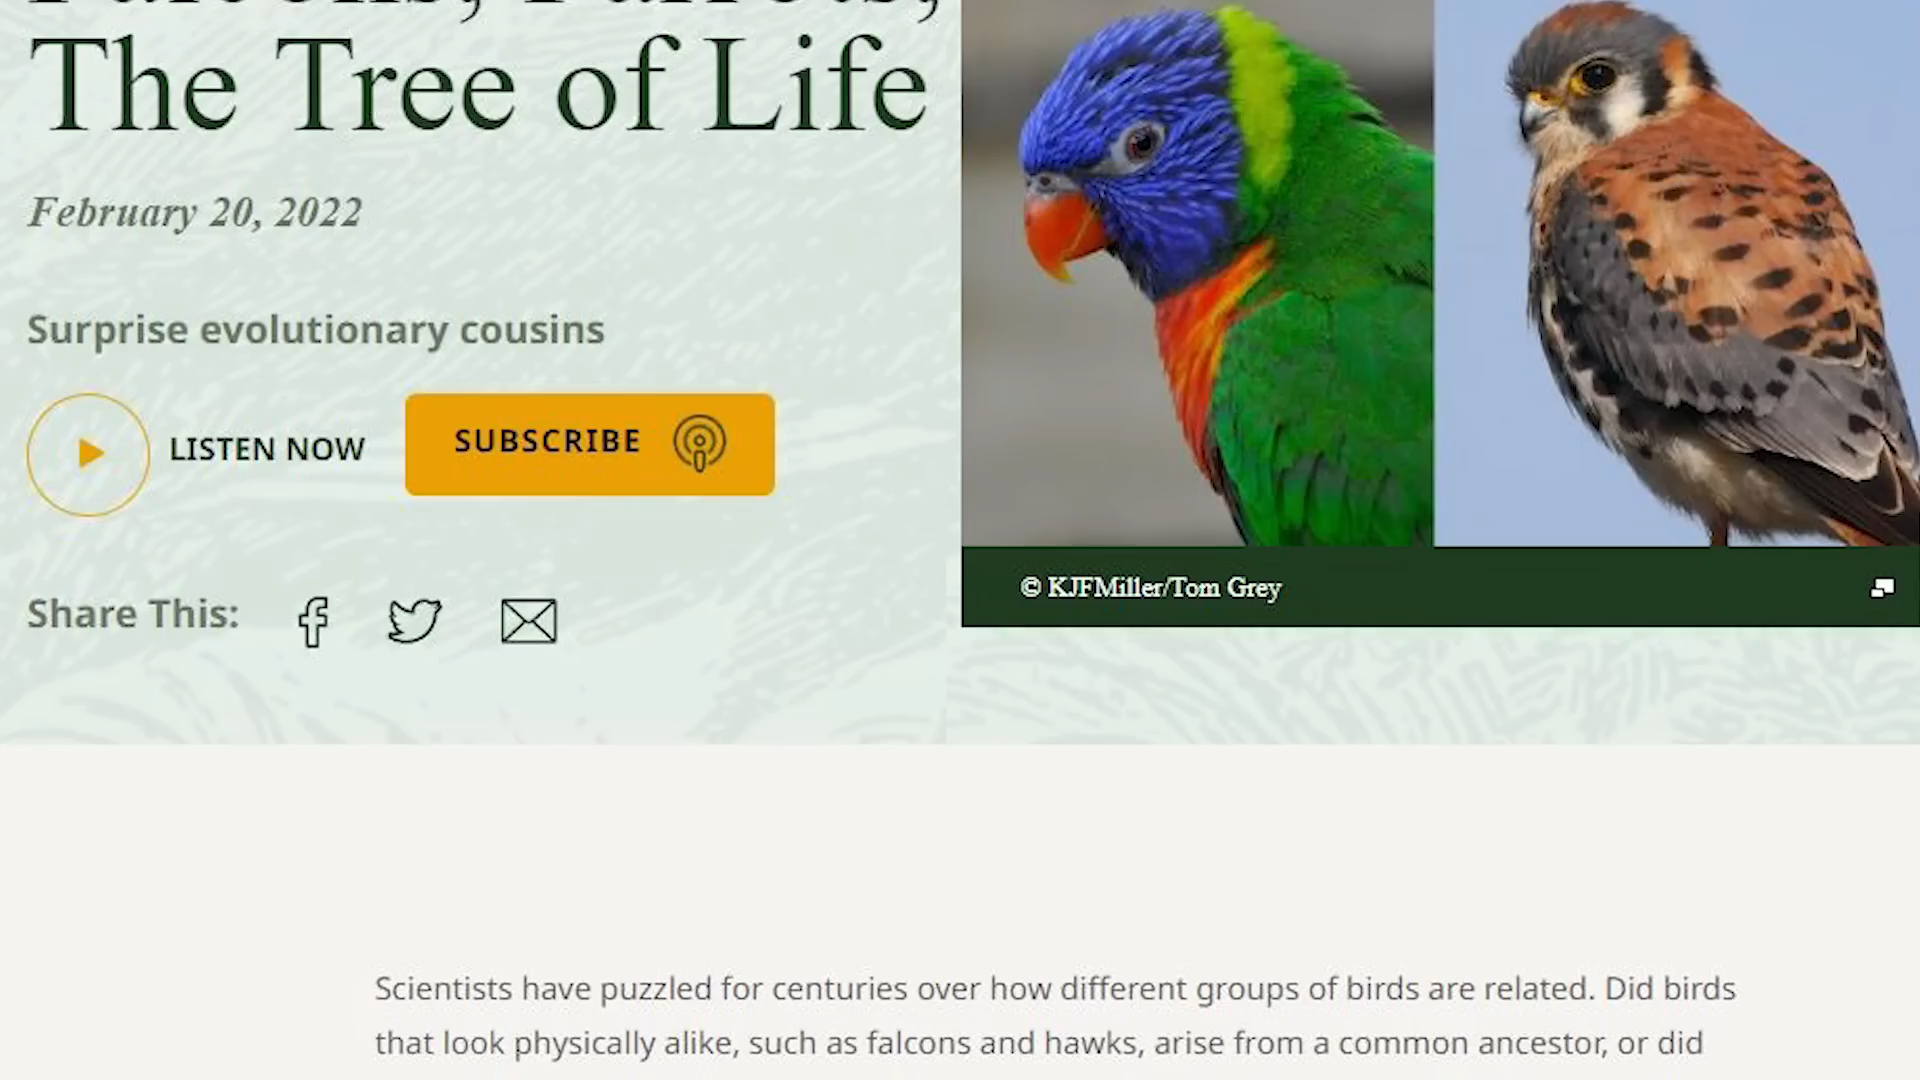 The Tree of Life
February 20, 2022
Surprise evolutionary cousins
LISTEN NOW
SUBSCRIBE
Share This:
© KJFMiller/Tom Grey
Scientists have puzzled for centuries over how different groups of birds are related. Did birds
that look physically alike, such as falcons and hawks, arise from a common ancestor, or did